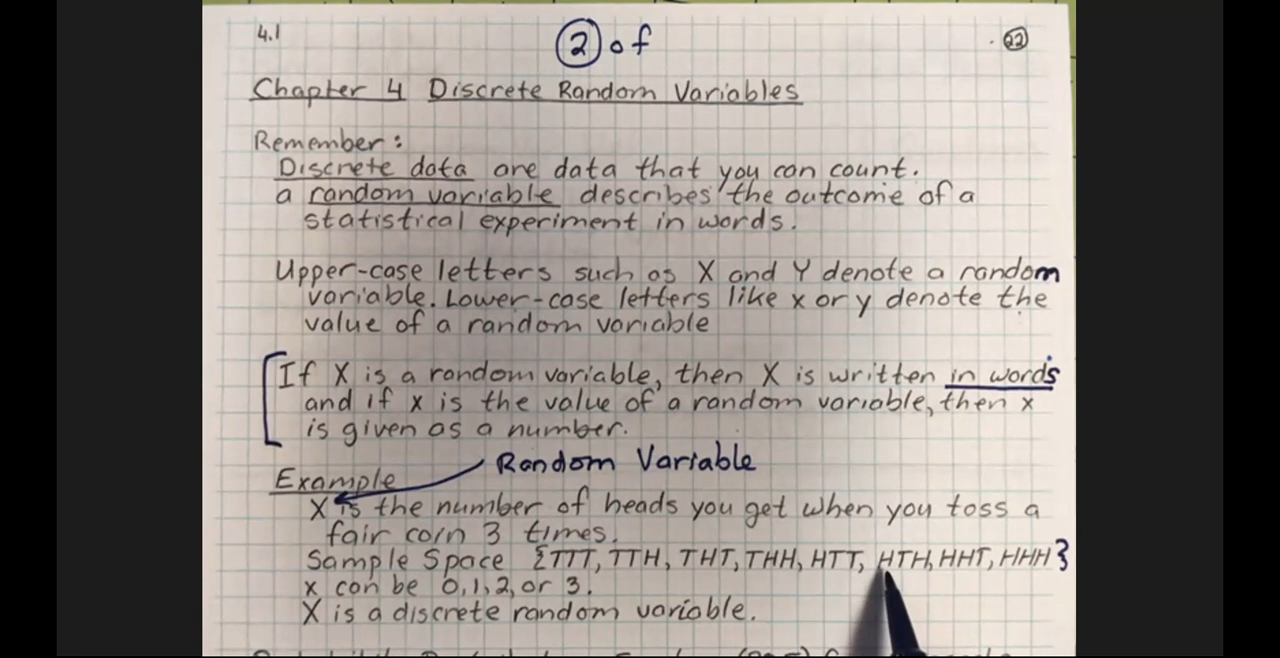 4.1
② of
㉒
Chapter 4 Discrete Random Variables
Remember:
Discrete data are data that you can count.
a random variable describes the outcome of a
statistical experiment in words.
Upper-case letters such as X and Y denote a random
variable. Lower-case letters like x or y denote the
value of a random variable
If X is a random variable, then X is written in words
and if x is the value of a random variable, then x
is given as a number.
Random Variable
Example
X is the number of heads you get when you toss a
fair coin 3 times.
Sample Space {TTT, TTH, THT, THH, HTT, HTH, HHT, HHH}
x can be 0,1,2, or 3.
X is a discrete random variable.